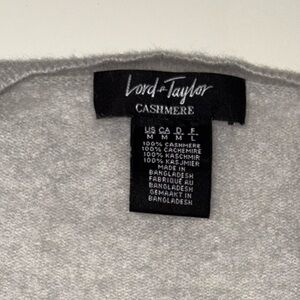 Lord & Taylor
CASHMERE
US CA D F
M M M L
100% CASHMERE
100% CACHEMIRE
100% KASCHMIR
100% KASJMIER
MADE IN
BANGLADESH
FABRIQUÉ AU
BANGLADESH
GEMAAKT IN
BANGLADESH